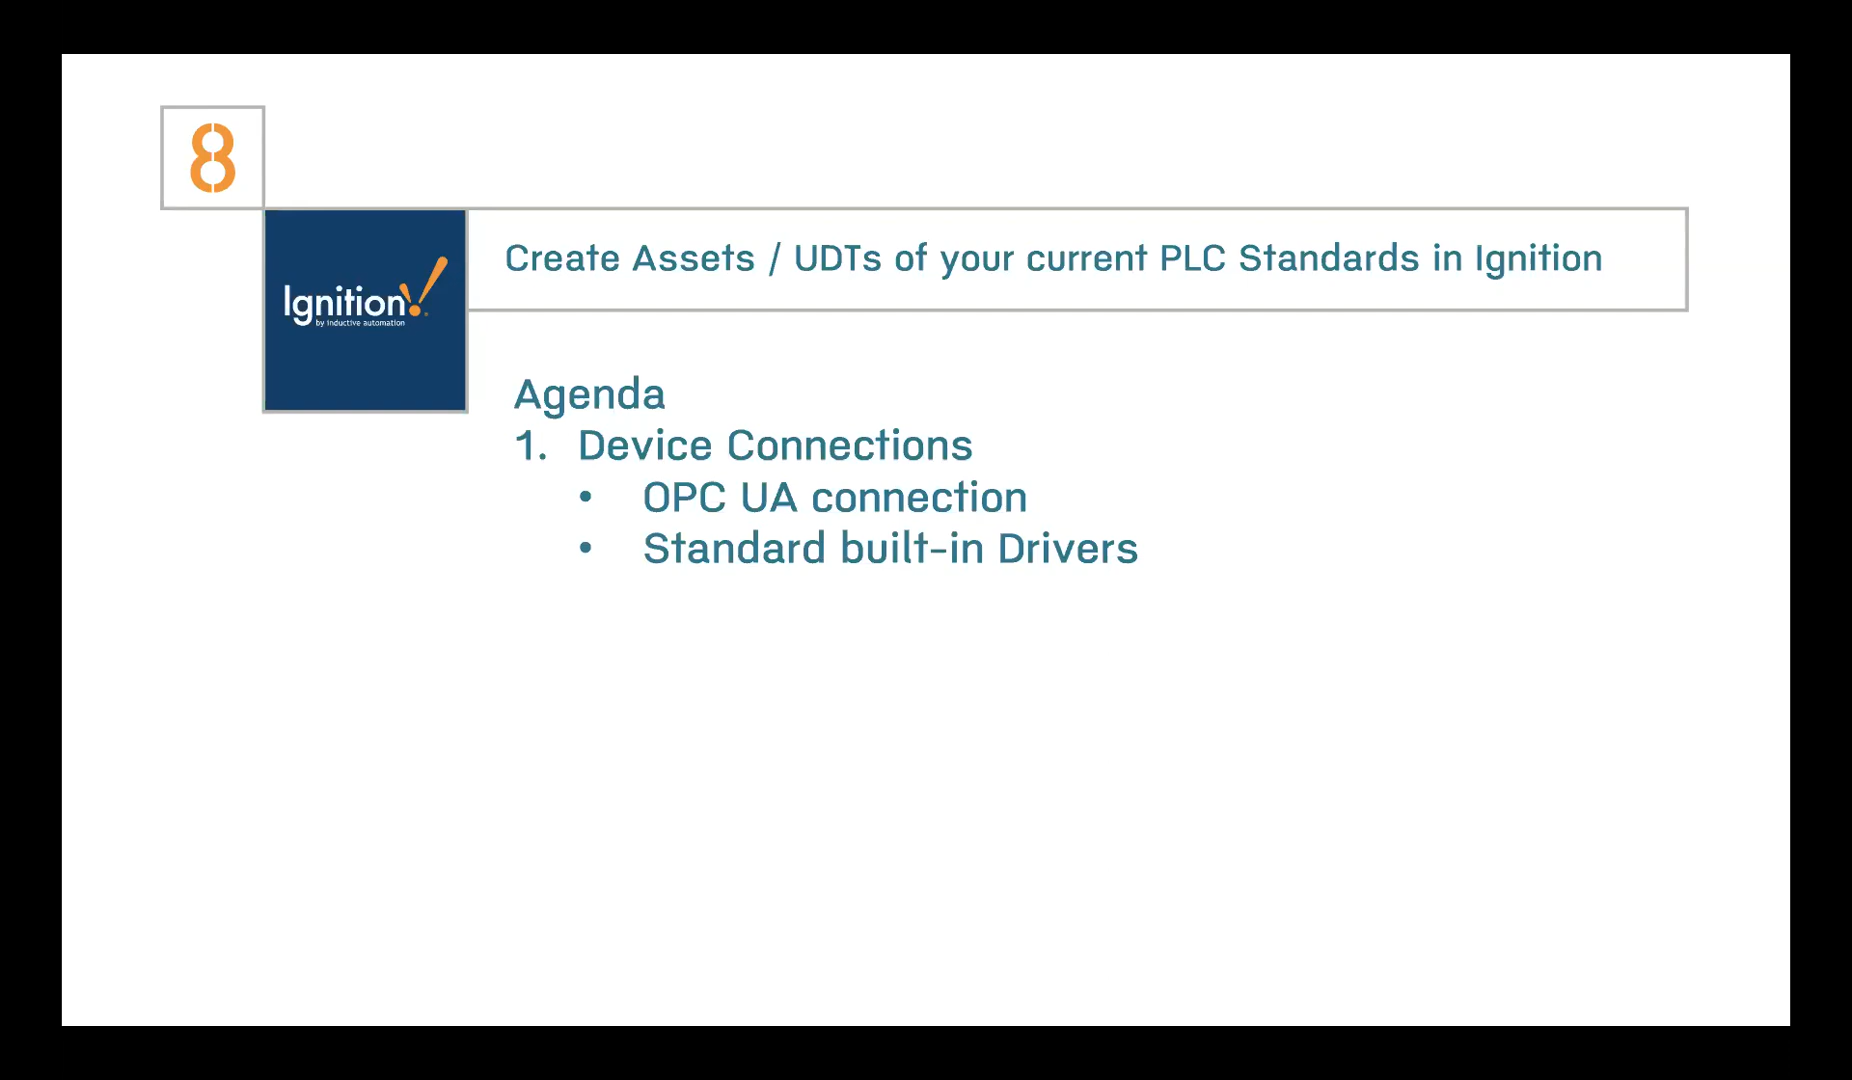 8
Create Assets / UDTs of your current PLC Standards in Ignition
Ignition!
by inductive automation
Agenda
1. Device Connections
• OPC UA connection
• Standard built-in Drivers